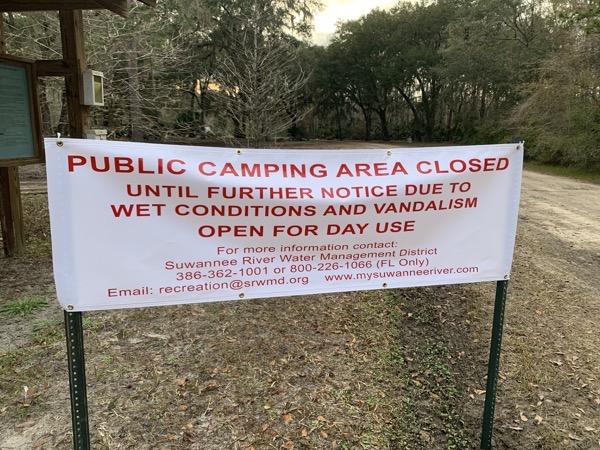 PUBLIC CAMPING AREA CLOSED
UNTIL FURTHER NOTICE DUE TO
WET CONDITIONS AND VANDALISM
OPEN FOR DAY USE
For more information contact:
Suwannee River Water Management District
386-362-1001 or 800-226-1066 (FL Only)
Email: recreation@srwmd.org www.mysuwanneeriver.com